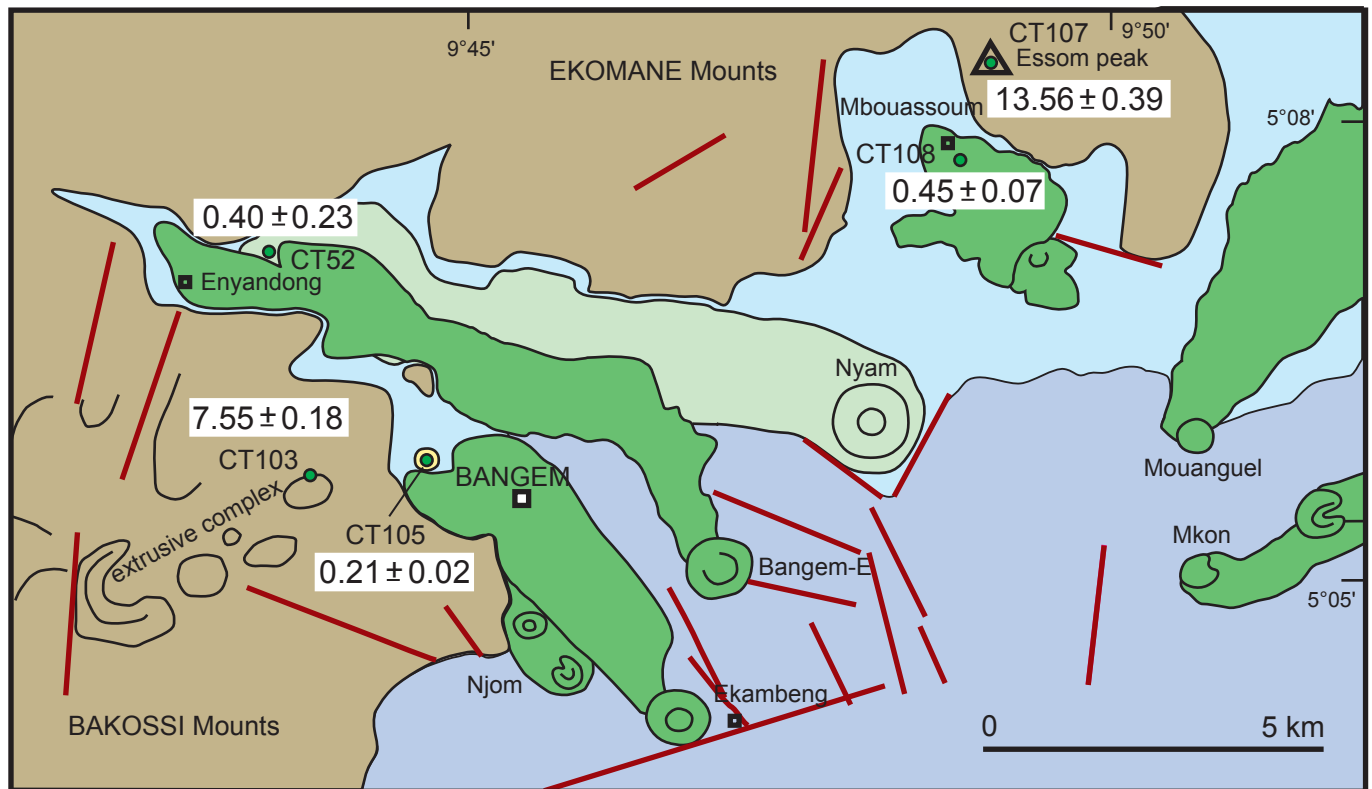 9°45'
9°50'
CT107
Essom peak
EKOMANE Mounts
13.56 ± 0.39
5°08'
Mbouassoum
CT108
0.45 ± 0.07
0.40 ± 0.23
CT52
Enyandong
Nyam
7.55 ± 0.18
CT103
extrusive complex
BANGEM
Mouanguel
CT105
0.21 ± 0.02
Bangem-E
Mkon
5°05'
Njom
Ekambeng
BAKOSSI Mounts
0
5 km